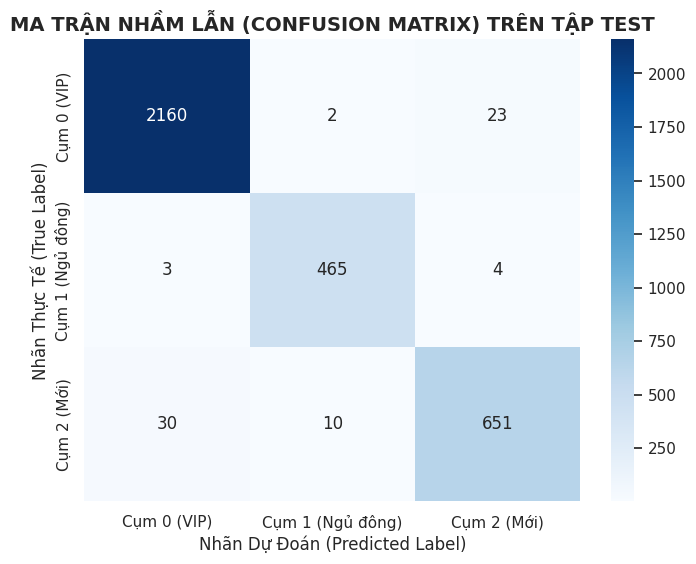 MA TRẬN NHẦM LẪN (CONFUSION MATRIX) TRÊN TẬP TEST
Nhãn Thực Tế (True Label)
Cụm 0 (VIP)
2160
2
23
Cụm 1 (Ngủ đông)
3
465
4
Cụm 2 (Mới)
30
10
651
Cụm 0 (VIP)
Cụm 1 (Ngủ đông)
Cụm 2 (Mới)
Nhãn Dự Đoán (Predicted Label)
2000
1750
1500
1250
1000
750
500
250